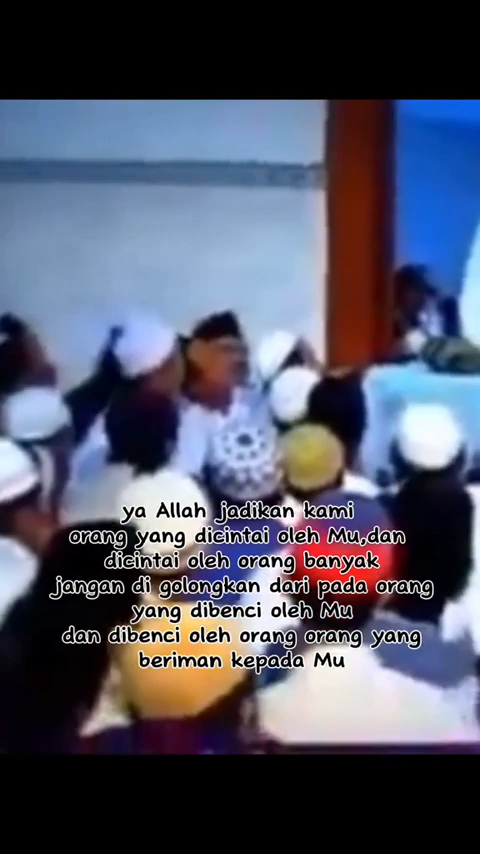 ya Allah jadikan kami
orang yang dicintai oleh Mu,dan
dicintai oleh orang banyak
jangan di golongkan dari pada orang
yang dibenci oleh Mu
dan dibenci oleh orang orang yang
beriman kepada Mu